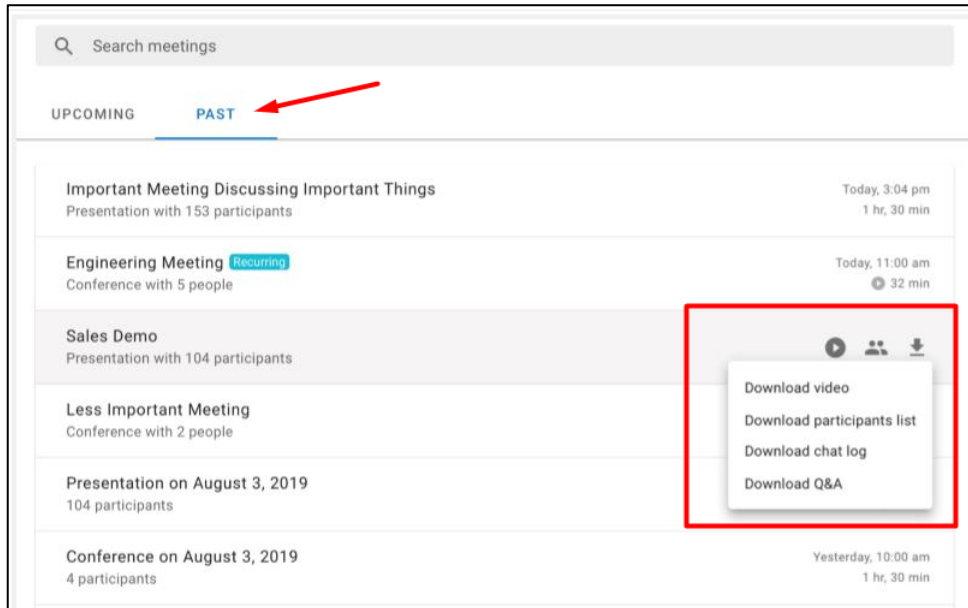 Search meetings
UPCOMING PAST
Important Meeting Discussing Important Things Today, 3:04 pm
Presentation with 153 participants 1 hr, 30 min
Engineering Meeting Recurring Today, 11:00 am
Conference with 5 people 32 min
Sales Demo
Presentation with 104 participants
Download video
Less Important Meeting
Download participants list
Conference with 2 people
Download chat log
Presentation on August 3, 2019 Download Q&A
104 participants
Conference on August 3, 2019 Yesterday, 10:00 am
4 participants 1 hr, 30 min